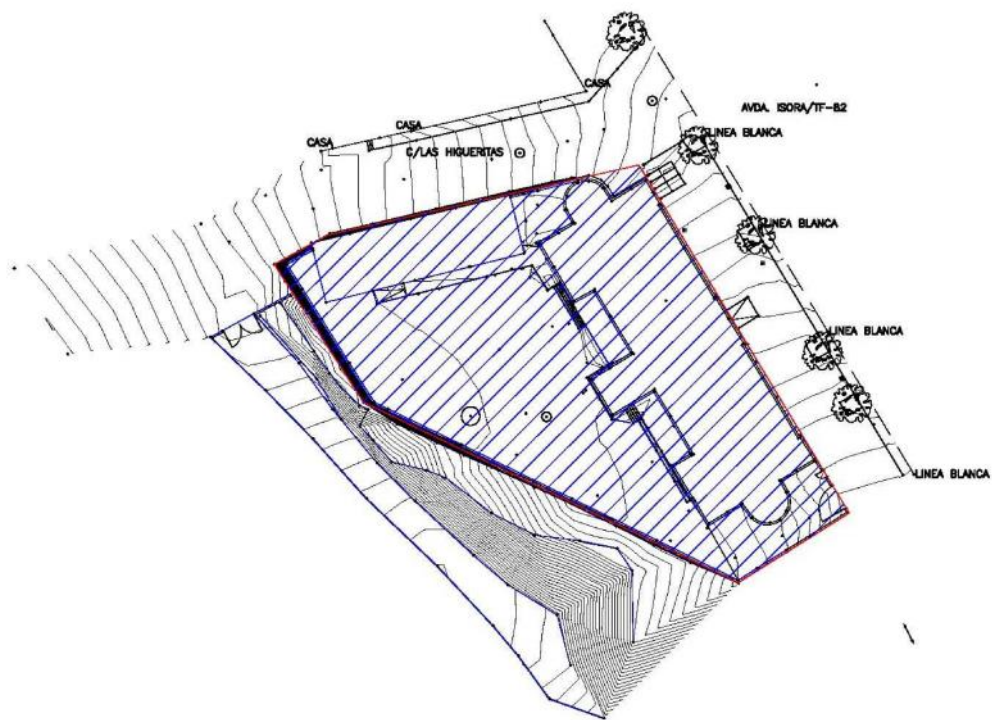 CASA
AVDA. ISORA/TF-82
CASA
LINEA BLANCA
CASA
C/LAS HIGUERITAS
LINEA BLANCA
LINEA BLANCA
LINEA BLANCA